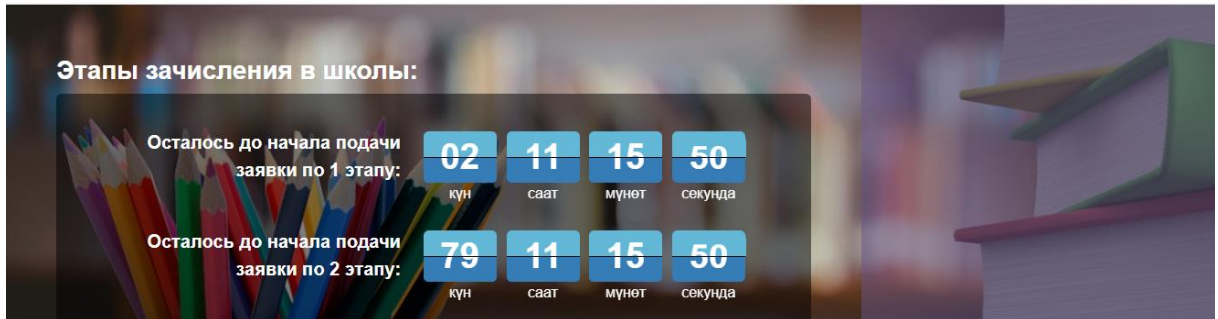 Этапы зачисления в школы:
Осталось до начала подачи
заявки по 1 этапу:
02 11 15 50
күн саат мүнөт секунда
Осталось до начала подачи
заявки по 2 этапу:
79 11 15 50
күн саат мүнөт секунда